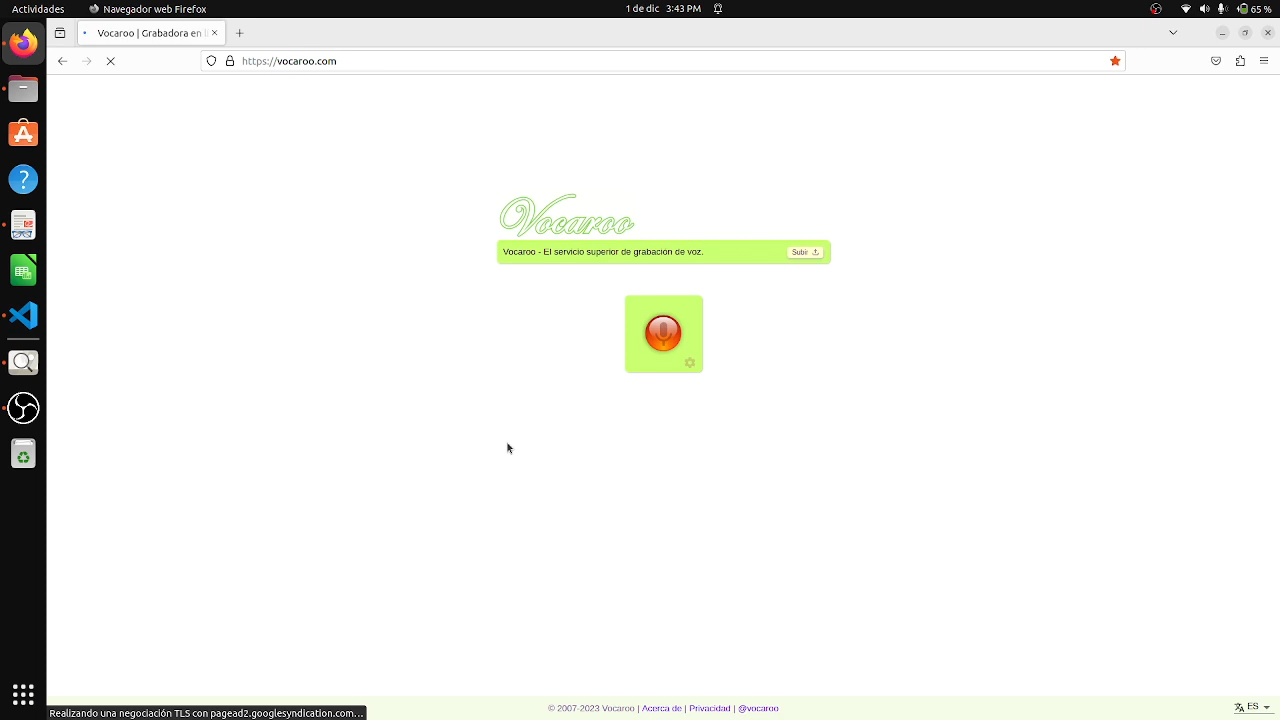 Actividades
Navegador web Firefox
1 de dic 3:43 PM
65 %
Vocaroo | Grabadora en lí
https://vocaroo.com
Vocaroo
Vocaroo - El servicio superior de grabación de voz.
Subir
© 2007-2023 Vocaroo | Acerca de | Privacidad | @vocaroo
ES
Realizando una negociación TLS con pagead2.googlesyndication.com...